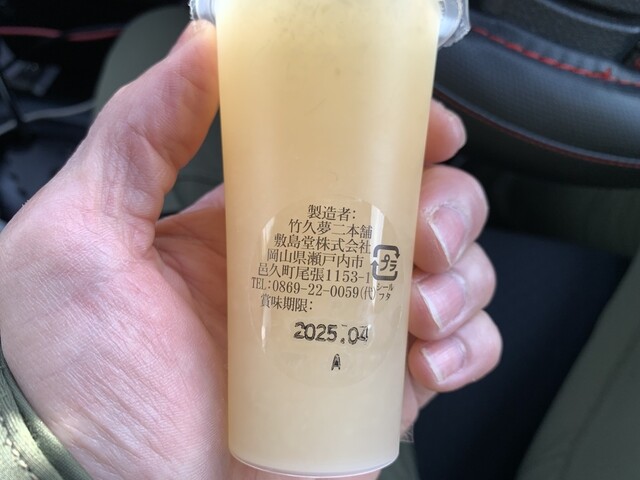 製造者:
竹久夢二本舗
敷島堂株式会社
岡山県瀬戸内市
邑久町尾張1153-1
TEL:0869-22-0059(代)
賞味期限:
プラ
シール
フタ
2025.04
A